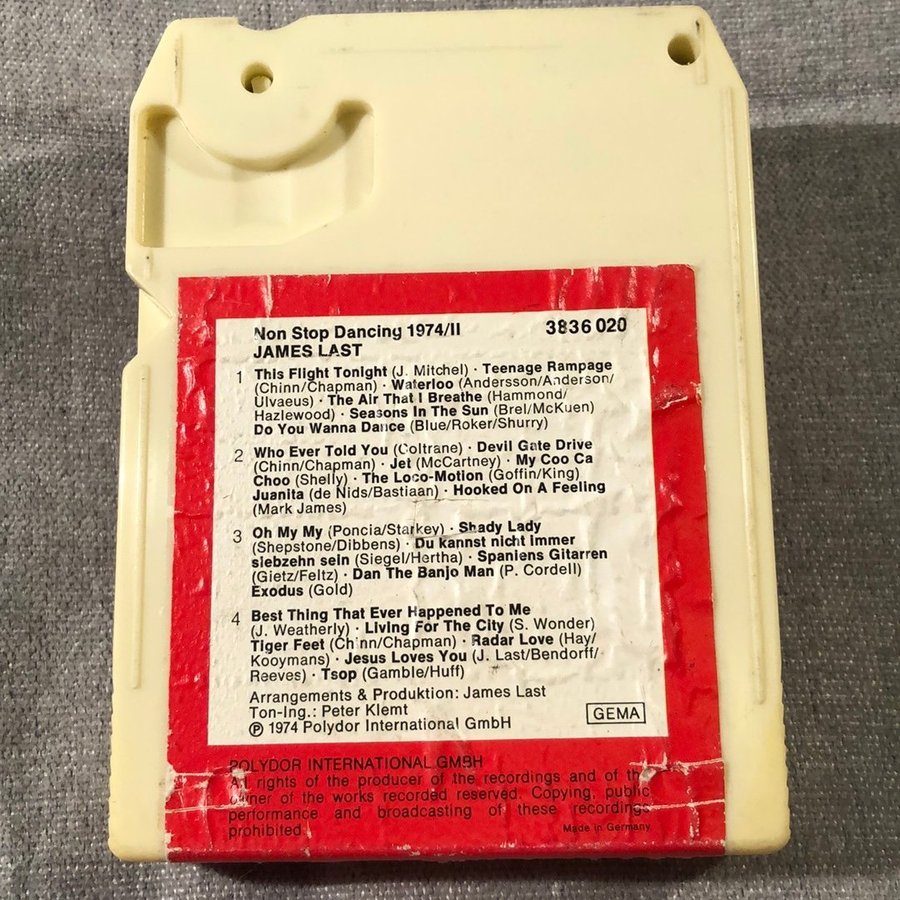 Non Stop Dancing 1974/II 3836 020
JAMES LAST
1 This Flight Tonight (J. Mitchel) · Teenage Rampage
(Chinn/Chapman) · Waterloo (Andersson/Anderson/
Ulvaeus) · The Air That I Breathe (Hammond/
Hazlewood) · Seasons In The Sun (Brel/McKuen)
Do You Wanna Dance (Blue/Roker/Shurry)
2 Who Ever Told You (Coltrane) · Devil Gate Drive
(Chinn/Chapman) · Jet (McCartney) · My Coo Ca
Choo (Shelly) · The Loco-Motion (Goffin/King)
Juanita (de Nids/Bastiaan) · Hooked On A Feeling
(Mark James)
3 Oh My My (Poncia/Starkey) · Shady Lady
(Shepstone/Dibbens) · Du kannst nicht immer
siebzehn sein (Siegel/Hertha) · Spaniens Gitarren
(Gietz/Feltz) · Dan The Banjo Man (P. Cordell)
Exodus (Gold)
4 Best Thing That Ever Happened To Me
(J. Weatherly) · Living For The City (S. Wonder)
Tiger Feet (Chinn/Chapman) · Radar Love (Hay/
Kooymans) · Jesus Loves You (J. Last/Bendorff/
Reeves) · Tsop (Gamble/Huff)
Arrangements & Produktion: James Last
Ton-Ing.: Peter Klemt
℗ 1974 Polydor International GmbH GEMA
POLYDOR INTERNATIONAL GMBH
All rights of the producer of the recordings and of the
owner of the works recorded reserved. Copying, public
performance and broadcasting of these recordings
prohibited. Made in Germany